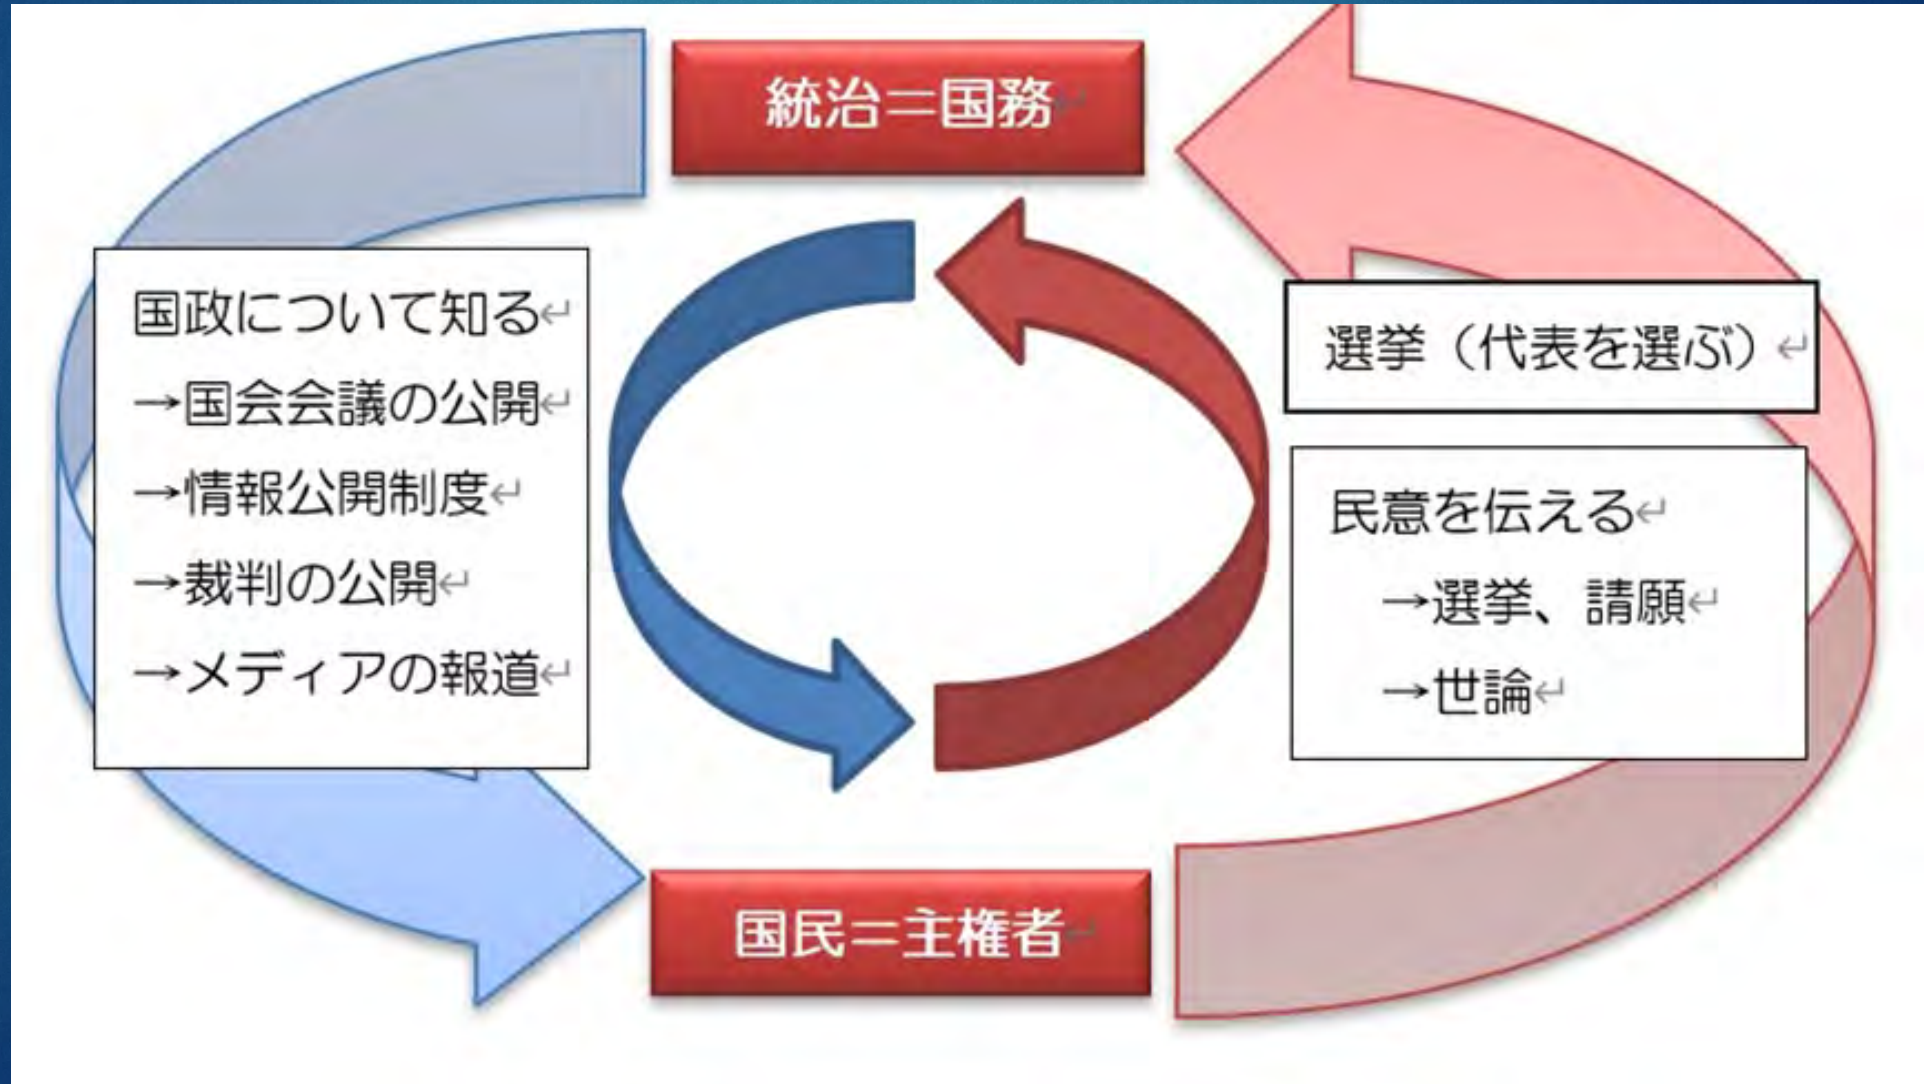 統治＝国務↵
国政について知る↵
→国会会議の公開↵
→情報公開制度↵
→裁判の公開↵
→メディアの報道↵
選挙（代表を選ぶ）↵
民意を伝える↵
→選挙、請願↵
→世論↵
国民＝主権者↵